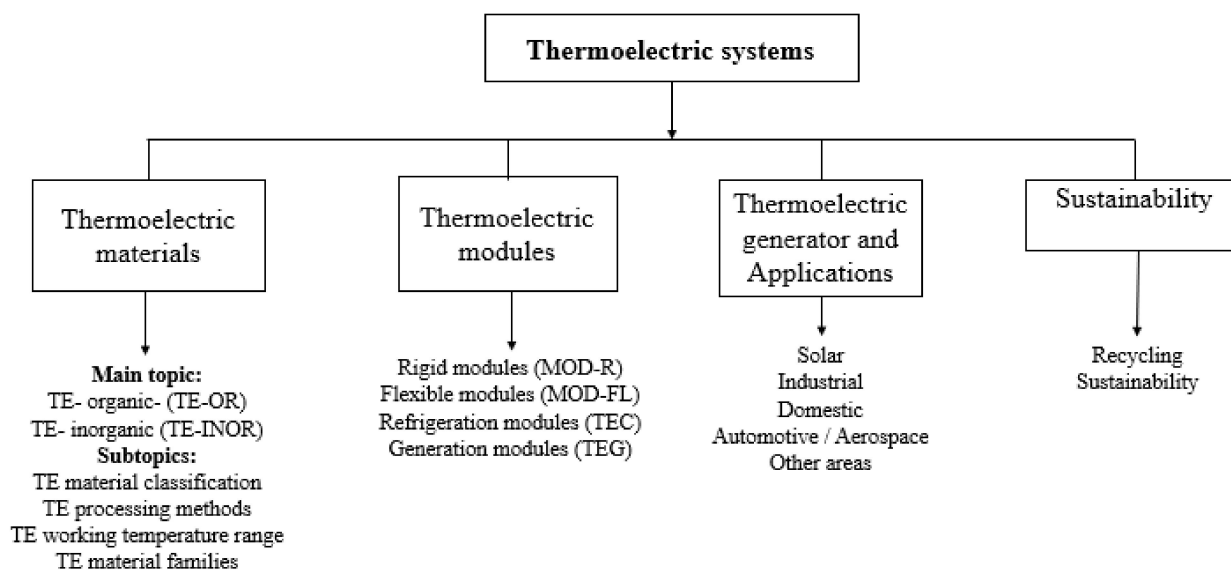 Thermoelectric systems
Thermoelectric
materials
Thermoelectric
modules
Thermoelectric
generator and
Applications
Sustainability
Main topic:
TE- organic- (TE-OR)
TE- inorganic (TE-INOR)
Subtopics:
TE material classification
TE processing methods
TE working temperature range
TE material families
Rigid modules (MOD-R)
Flexible modules (MOD-FL)
Refrigeration modules (TEC)
Generation modules (TEG)
Solar
Industrial
Domestic
Automotive / Aerospace
Other areas
Recycling
Sustainability